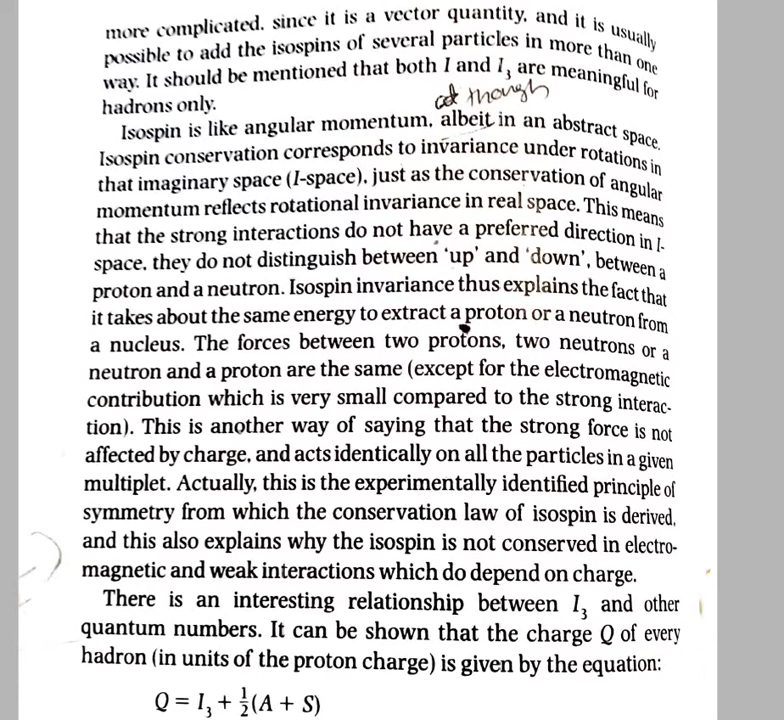 more complicated, since it is a vector quantity, and it is usually
possible to add the isospins of several particles in more than one
way. It should be mentioned that both I and I₃ are meaningful for
hadrons only.
though
Isospin is like angular momentum, albeit in an abstract space.
Isospin conservation corresponds to invariance under rotations in
that imaginary space (I-space), just as the conservation of angular
momentum reflects rotational invariance in real space. This means
that the strong interactions do not have a preferred direction in I-
space, they do not distinguish between ‘up’ and ‘down’, between a
proton and a neutron. Isospin invariance thus explains the fact that
it takes about the same energy to extract a proton or a neutron from
a nucleus. The forces between two protons, two neutrons or a
neutron and a proton are the same (except for the electromagnetic
contribution which is very small compared to the strong interac-
tion). This is another way of saying that the strong force is not
affected by charge, and acts identically on all the particles in a given
multiplet. Actually, this is the experimentally identified principle of
symmetry from which the conservation law of isospin is derived,
and this also explains why the isospin is not conserved in electro-
magnetic and weak interactions which do depend on charge.
There is an interesting relationship between I₃ and other
quantum numbers. It can be shown that the charge Q of every
hadron (in units of the proton charge) is given by the equation:
Q = I₃ + ½(A + S)